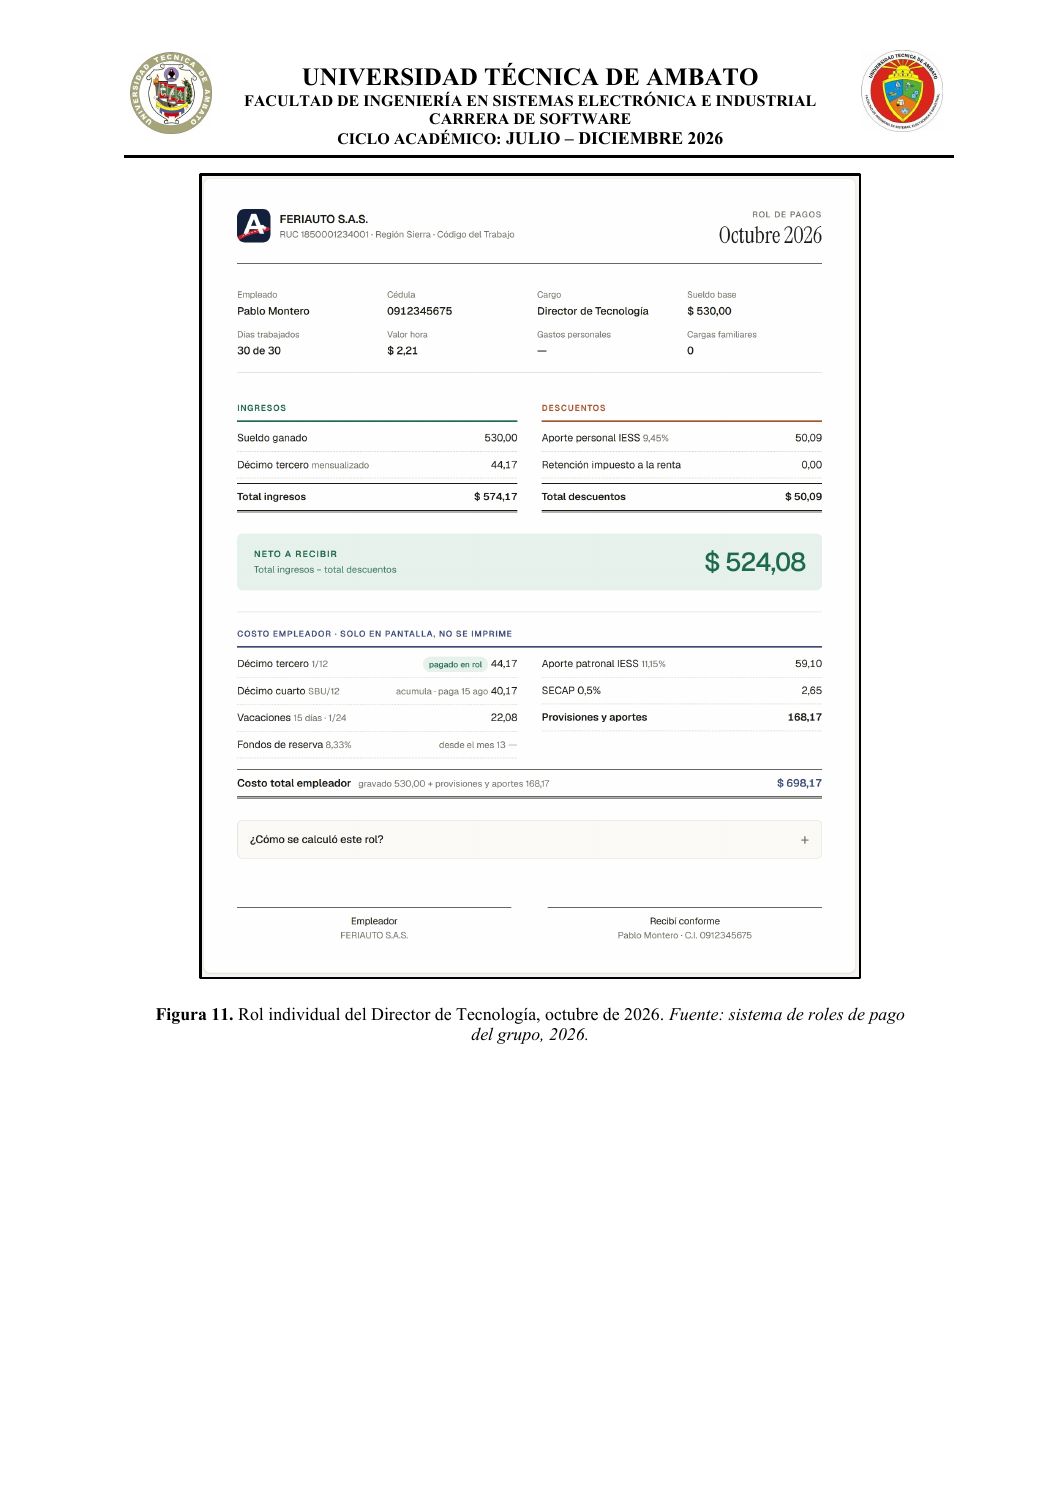 UNIVERSIDAD TÉCNICA DE AMBATO
FACULTAD DE INGENIERÍA EN SISTEMAS ELECTRÓNICA E INDUSTRIAL
CARRERA DE SOFTWARE
CICLO ACADÉMICO: JULIO – DICIEMBRE 2026
FERIAUTO S.A.S.
RUC 1850001234001 · Región Sierra · Código del Trabajo
ROL DE PAGOS
Octubre 2026
Empleado Cédula Cargo Sueldo base
Pablo Montero 0912345675 Director de Tecnología $ 530,00
Días trabajados Valor hora Gastos personales Cargas familiares
30 de 30 $ 2,21 — 0
INGRESOS
Sueldo ganado 530,00
Décimo tercero mensualizado 44,17
Total ingresos $ 574,17
DESCUENTOS
Aporte personal IESS 9,45% 50,09
Retención impuesto a la renta 0,00
Total descuentos $ 50,09
NETO A RECIBIR
Total ingresos − total descuentos
$ 524,08
COSTO EMPLEADOR · SOLO EN PANTALLA, NO SE IMPRIME
Décimo tercero 1/12 pagado en rol 44,17
Décimo cuarto SBU/12 acumula · paga 15 ago 40,17
Vacaciones 15 días · 1/24 22,08
Fondos de reserva 8,33% desde el mes 13 —
Aporte patronal IESS 11,15% 59,10
SECAP 0,5% 2,65
Provisiones y aportes 168,17
Costo total empleador gravado 530,00 + provisiones y aportes 168,17 $ 698,17
¿Cómo se calculó este rol? +
Empleador
FERIAUTO S.A.S.
Recibí conforme
Pablo Montero · C.I. 0912345675
Figura 11. Rol individual del Director de Tecnología, octubre de 2026. Fuente: sistema de roles de pago
del grupo, 2026.